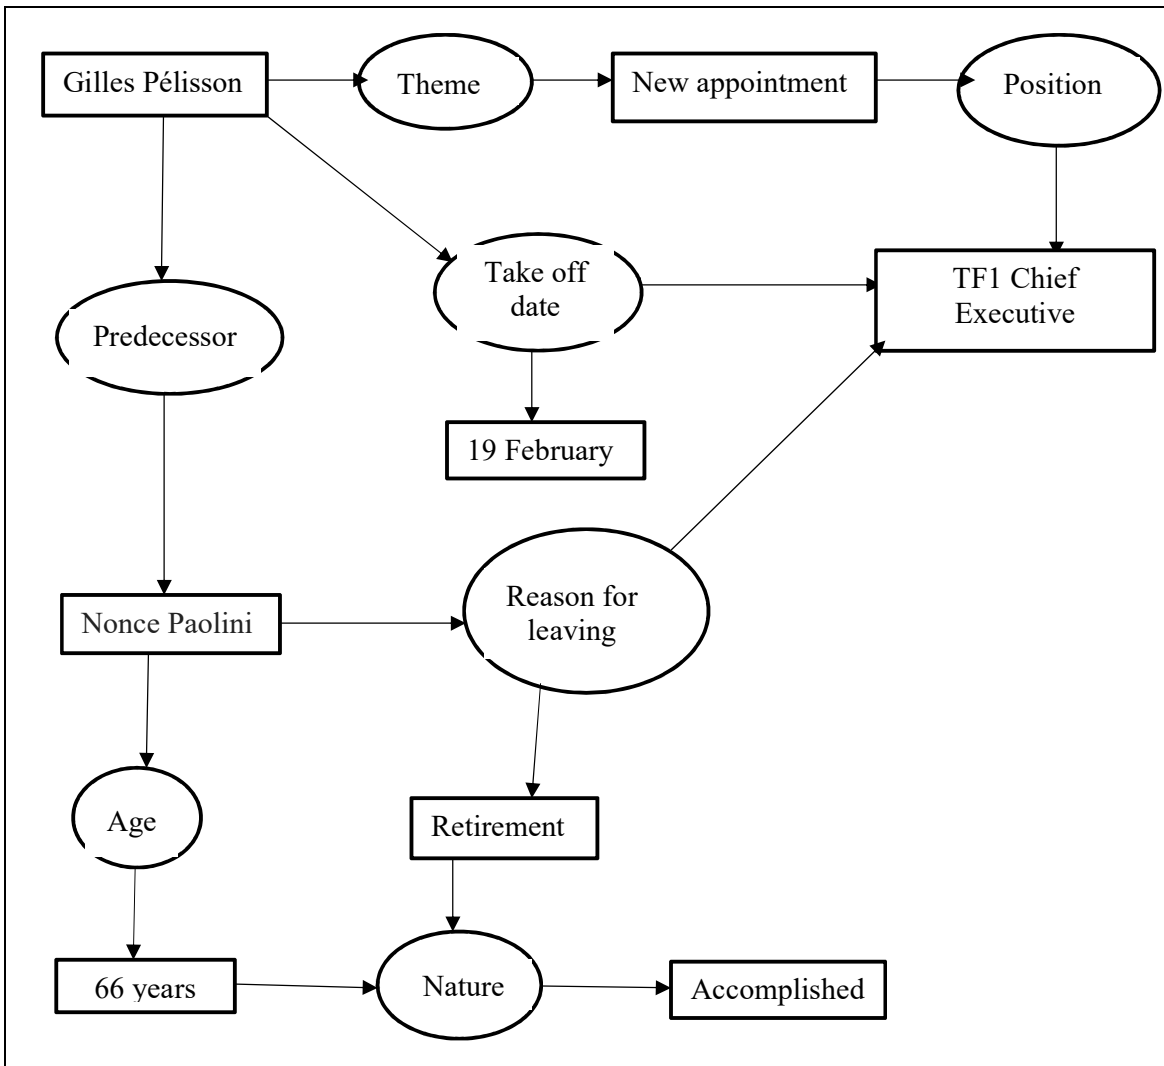 Gilles Pélisson
Theme
New appointment
Position
Take off
date
TF1 Chief
Executive
Predecessor
19 February
Reason for
leaving
Nonce Paolini
Age
Retirement
66 years
Nature
Accomplished